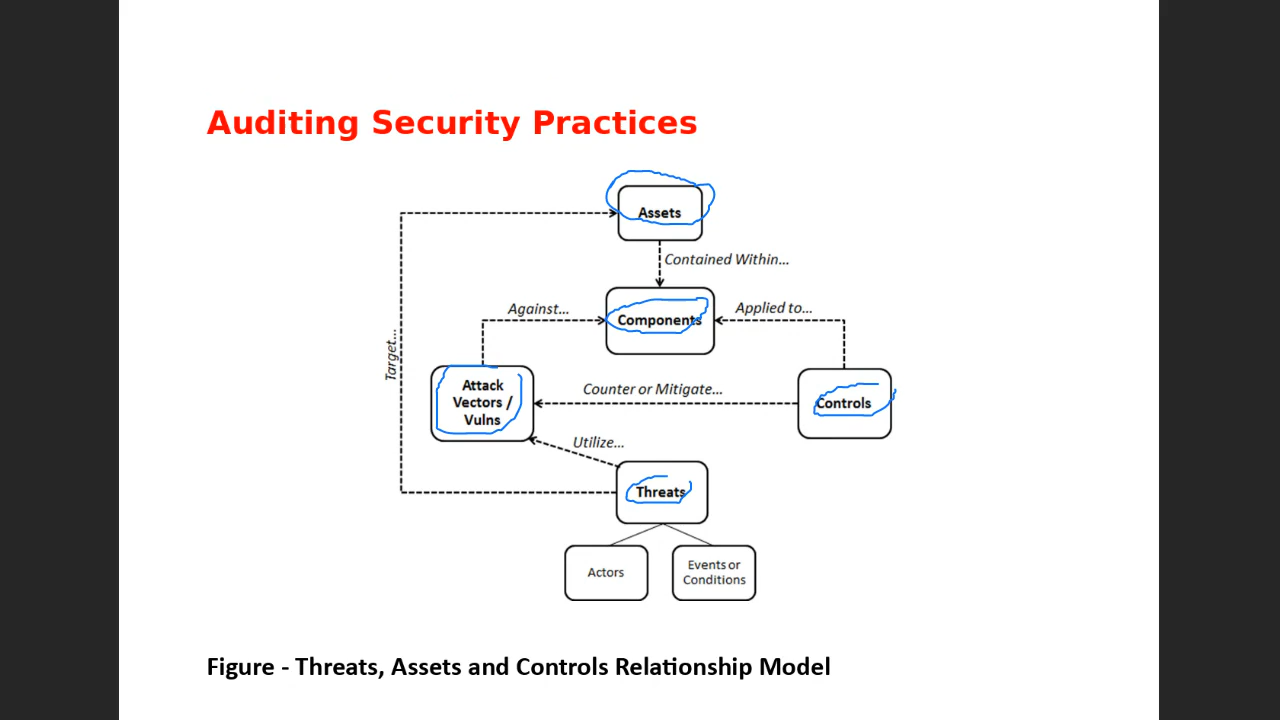 Auditing Security Practices
Assets
Contained Within...
Against...
Components
Applied to...
Target...
Attack
Vectors /
Vulns
Counter or Mitigate...
Controls
Utilize...
Threats
Actors
Events or
Conditions
Figure - Threats, Assets and Controls Relationship Model